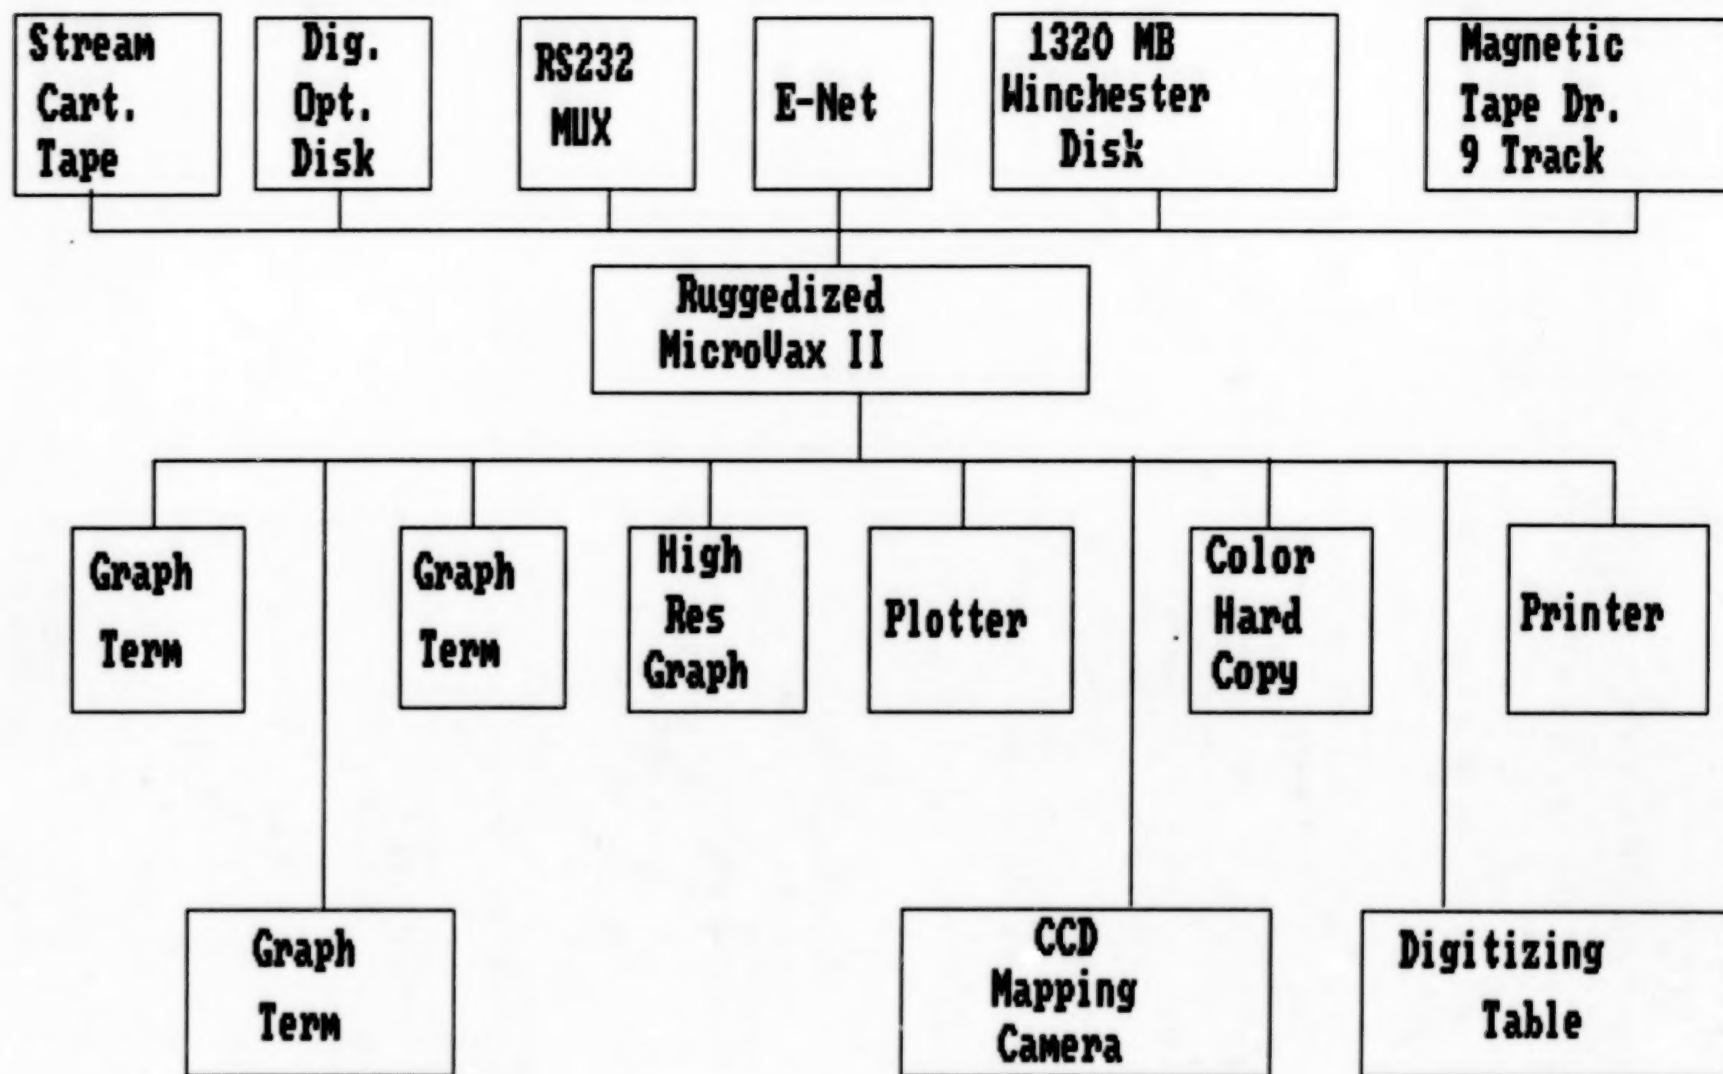 Stream
Cart.
Tape
Dig.
Opt.
Disk
RS232
MUX
E-Net
1320 MB
Winchester
Disk
Magnetic
Tape Dr.
9 Track
Ruggedized
MicroVax II
Graph
Term
Graph
Term
High
Res
Graph
Plotter
Color
Hard
Copy
Printer
Graph
Term
CCD
Mapping
Camera
Digitizing
Table